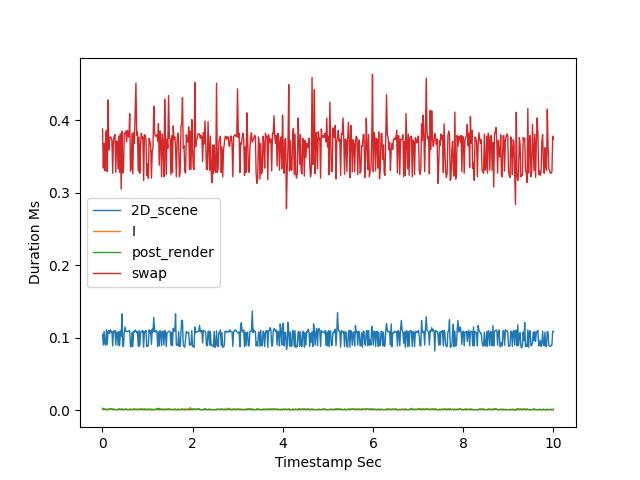 0.4
0.3
0.2
0.1
0.0
Duration Ms
2D_scene
I
post_render
swap
0 2 4 6 8 10
Timestamp Sec